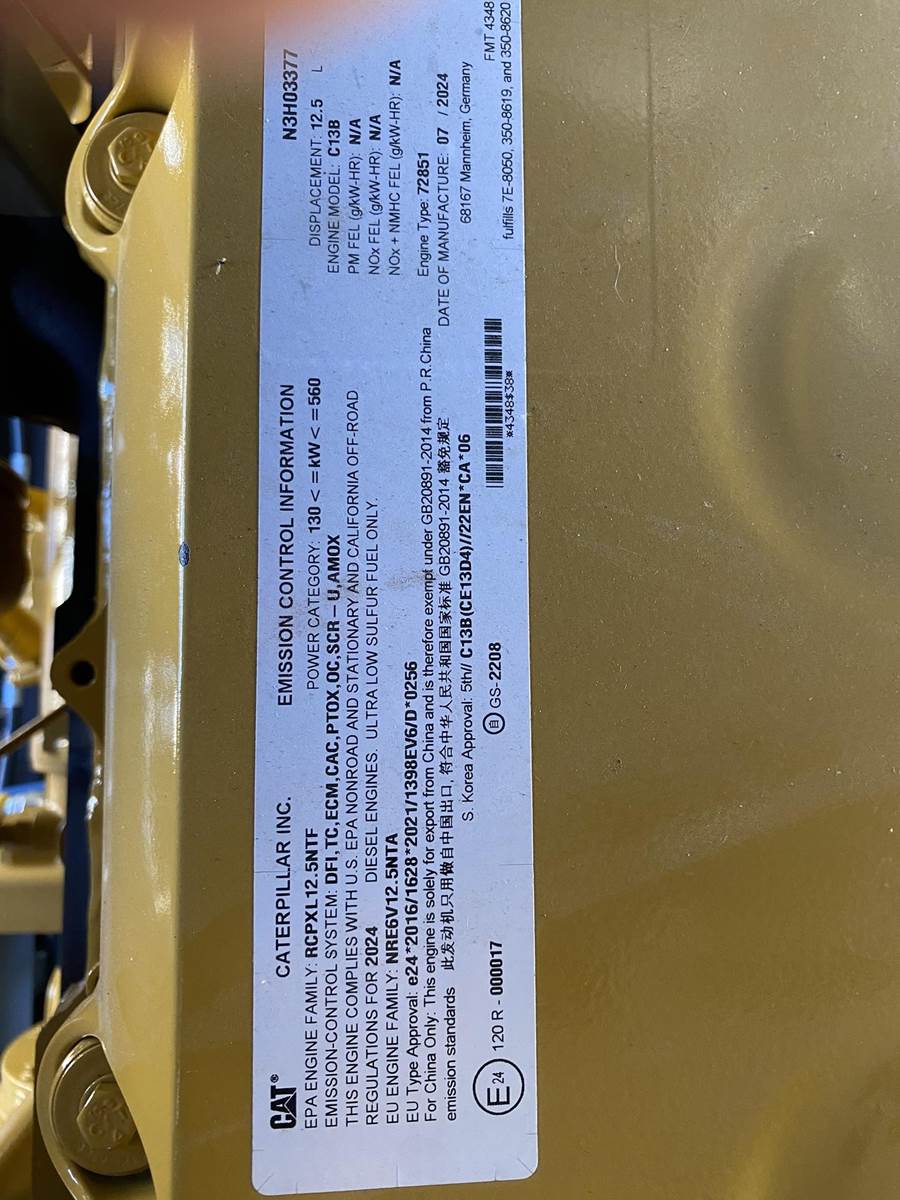 CAT® CATERPILLAR INC. EMISSION CONTROL INFORMATION N3H03377
EPA ENGINE FAMILY: RCPXL12.5NTF POWER CATEGORY: 130 < = kW < = 560 DISPLACEMENT: 12.5 L
EMISSION-CONTROL SYSTEM: DFI,TC,ECM,CAC,PTOX,OC,SCR-U,AMOX ENGINE MODEL: C13B
THIS ENGINE COMPLIES WITH U.S. EPA NONROAD AND STATIONARY AND CALIFORNIA OFF-ROAD PM FEL (g/kW-HR): N/A
REGULATIONS FOR 2024 DIESEL ENGINES. ULTRA LOW SULFUR FUEL ONLY. NOx FEL (g/kW-HR): N/A
EU ENGINE FAMILY: NRE6V12.5NTA NOx + NMHC FEL (g/kW-HR): N/A
EU Type Approval: e24*2016/1628*2021/1398EV6/D*0256 Engine Type: 72851
For China Only: This engine is solely for export from China and is therefore exempt under GB20891-2014 from P.R.China DATE OF MANUFACTURE: 07 / 2024
emission standards 此发动机只用做自中国出口, 符合中华人民共和国国家标准 GB20891-2014 豁免规定
S. Korea Approval: 5th// C13B(CE13D4)//22EN*CA*06 68167 Mannheim, Germany
E 24 120 R - 000017 自 GS-2208 FMT 4348
*4348$38* fulfills 7E-8050, 350-8619, and 350-8620